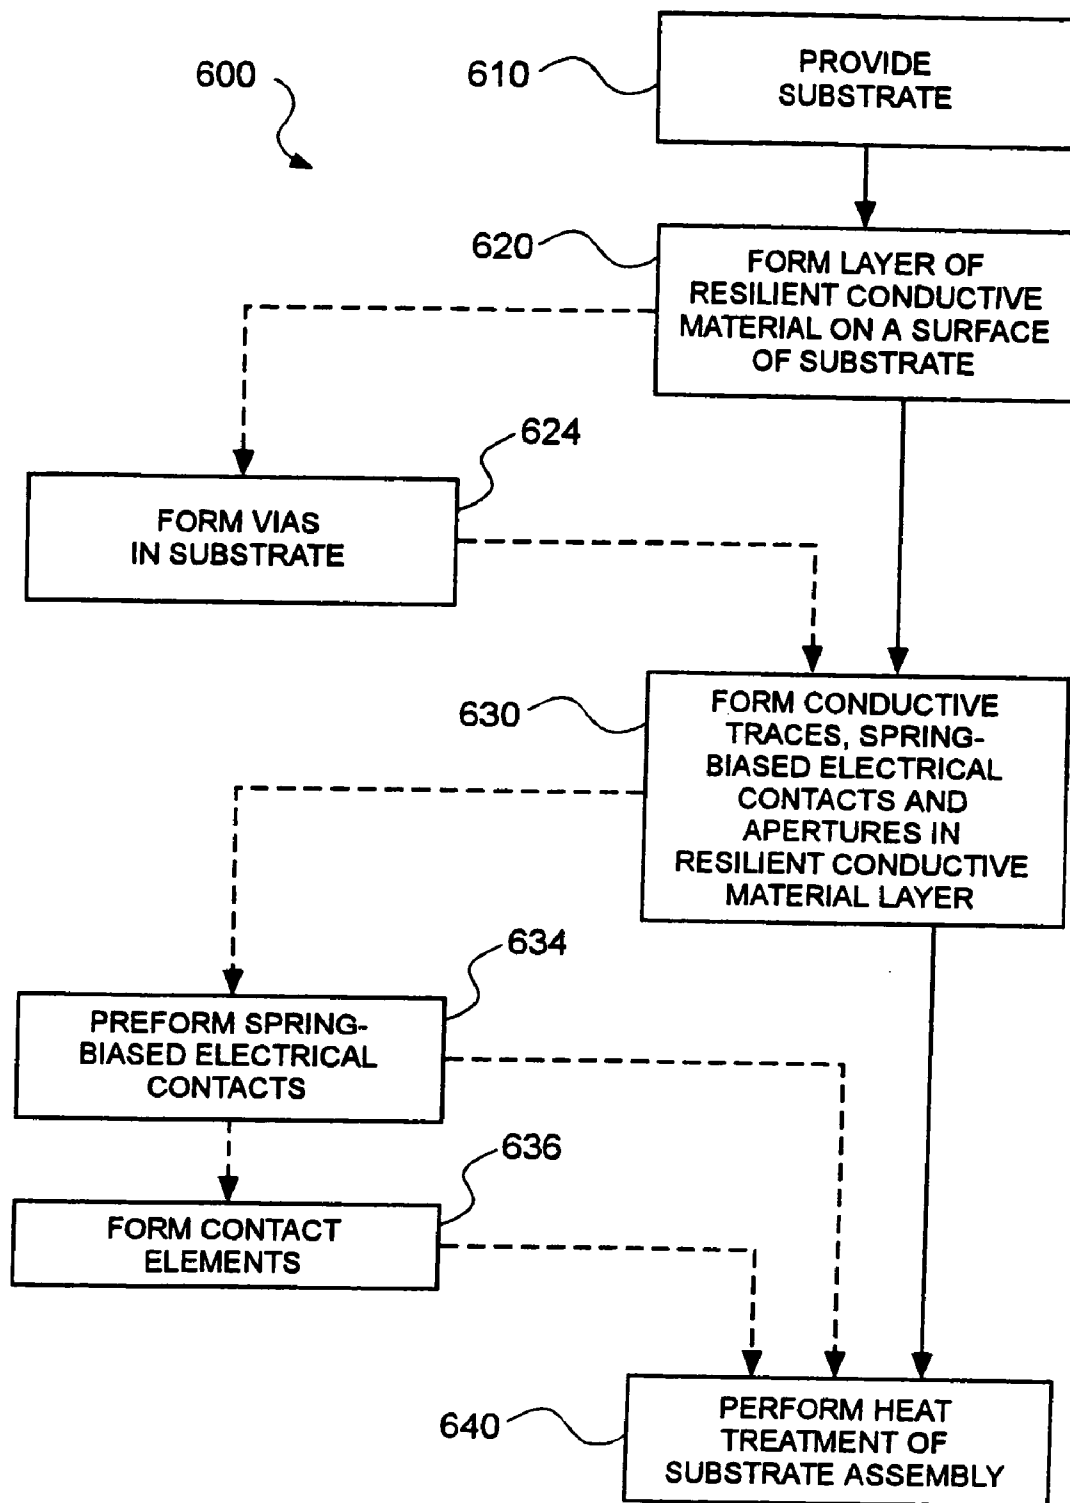 600
610
PROVIDE
SUBSTRATE
620
FORM LAYER OF
RESILIENT CONDUCTIVE
MATERIAL ON A SURFACE
OF SUBSTRATE
624
FORM VIAS
IN SUBSTRATE
630
FORM CONDUCTIVE
TRACES, SPRING-
BIASED ELECTRICAL
CONTACTS AND
APERTURES IN
RESILIENT CONDUCTIVE
MATERIAL LAYER
634
PREFORM SPRING-
BIASED ELECTRICAL
CONTACTS
636
FORM CONTACT
ELEMENTS
640
PERFORM HEAT
TREATMENT OF
SUBSTRATE ASSEMBLY